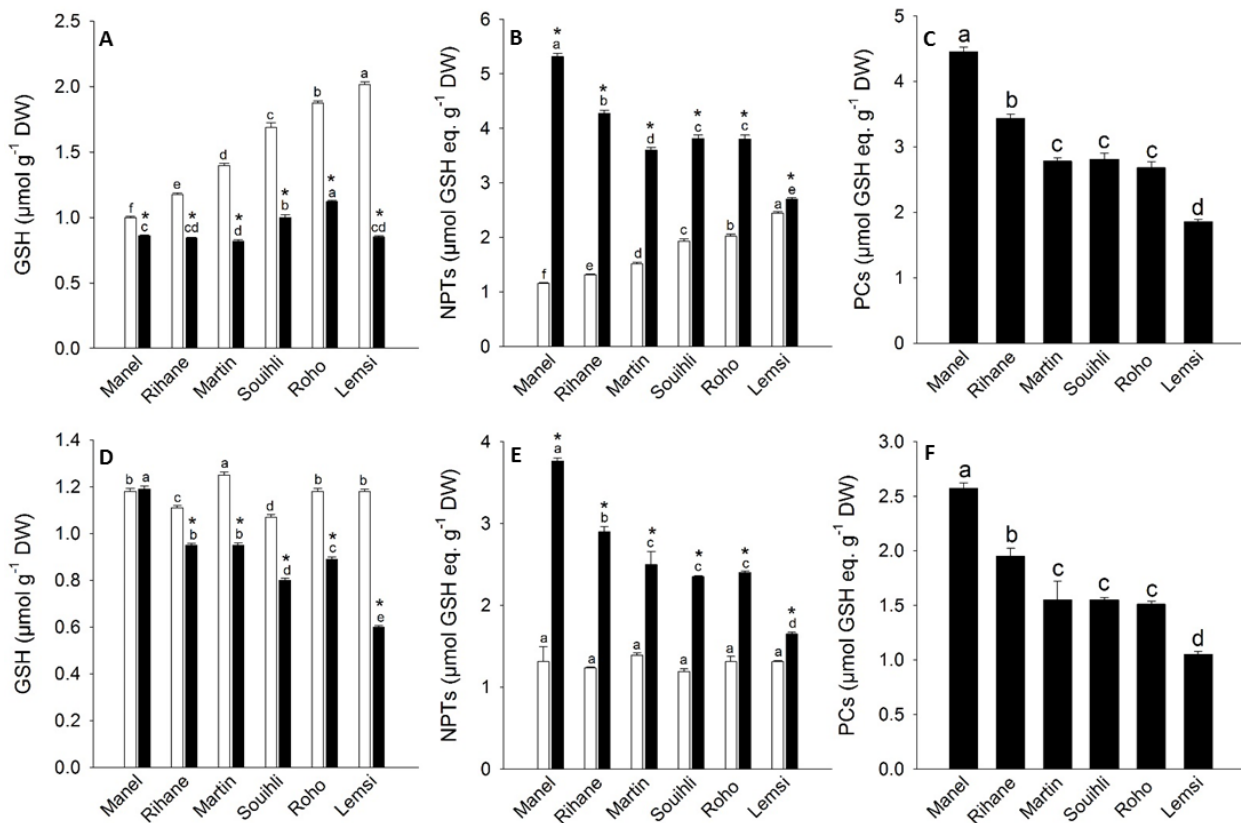 A
GSH (µmol g-1 DW)
2.5
2.0
1.5
1.0
0.5
0.0
f
*
c
e
*
cd
d
*
d
c
*
b
b
*
a
a
*
cd
Manel
Rihane
Martin
Souihli
Roho
Lemsi
B
NPTs (µmol GSH eq. g-1 DW)
6
5
4
3
2
1
0
f
*
a
e
*
b
d
*
d
c
*
c
b
*
c
a
*
e
Manel
Rihane
Martin
Souihli
Roho
Lemsi
C
PCs (µmol GSH eq. g-1 DW)
5
4
3
2
1
0
a
b
c
c
c
d
Manel
Rihane
Martin
Souihli
Roho
Lemsi
D
GSH (µmol g-1 DW)
1.4
1.2
1.0
0.8
0.6
0.4
0.2
0.0
b
a
c
*
b
a
*
b
d
*
d
b
*
c
b
*
e
Manel
Rihane
Martin
Souihli
Roho
Lemsi
E
NPTs (µmol GSH eq. g-1 DW)
4
3
2
1
0
a
*
a
a
*
b
a
*
c
a
*
c
a
*
c
a
*
d
Manel
Rihane
Martin
Souihli
Roho
Lemsi
F
PCs (µmol GSH eq. g-1 DW)
3.0
2.5
2.0
1.5
1.0
0.5
0.0
a
b
c
c
c
d
Manel
Rihane
Martin
Souihli
Roho
Lemsi